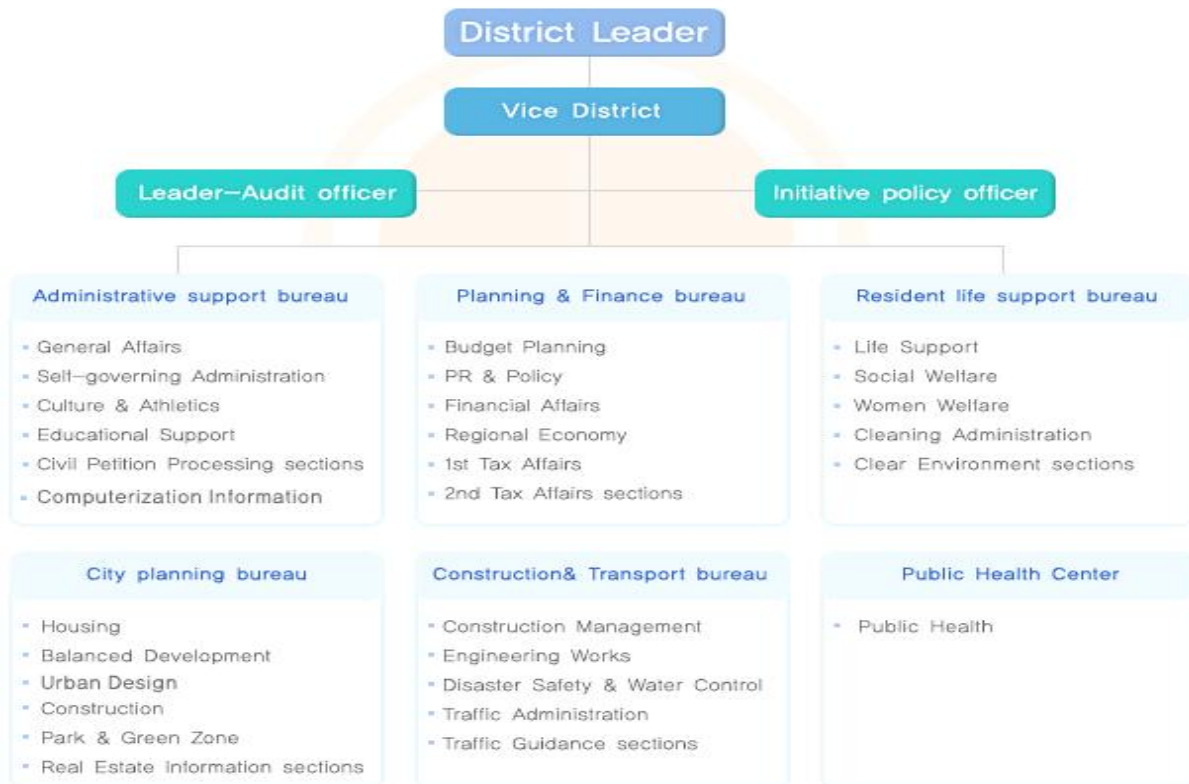 District Leader
Vice District
Leader-Audit officer
Initiative policy officer
Administrative support bureau
General Affairs
Self-governing Administration
Culture & Athletics
Educational Support
Civil Petition Processing sections
Computerization Information
Planning & Finance bureau
Budget Planning
PR & Policy
Financial Affairs
Regional Economy
1st Tax Affairs
2nd Tax Affairs sections
Resident life support bureau
Life Support
Social Welfare
Women Welfare
Cleaning Administration
Clear Environment sections
City planning bureau
Housing
Balanced Development
Urban Design
Construction
Park & Green Zone
Real Estate Information sections
Construction& Transport bureau
Construction Management
Engineering Works
Disaster Safety & Water Control
Traffic Administration
Traffic Guidance sections
Public Health Center
Public Health